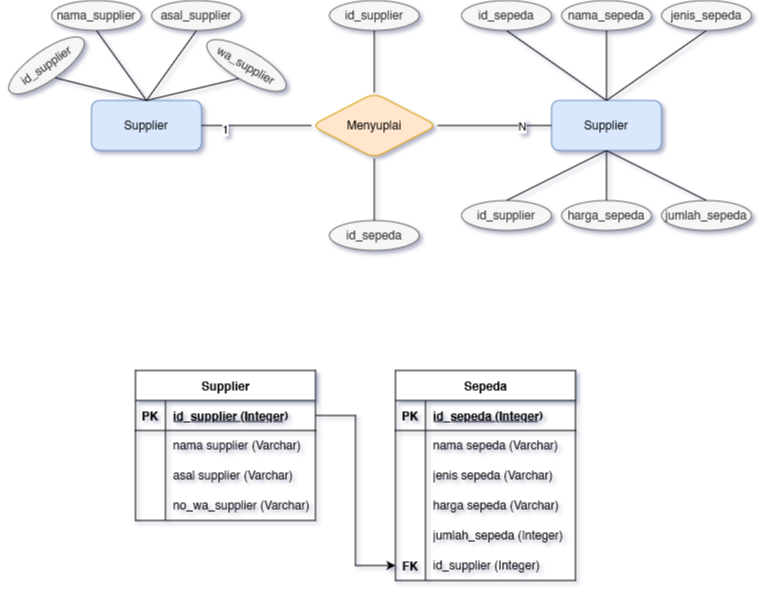 nama_supplier
asal_supplier
id_supplier
id_sepeda
nama_sepeda
jenis_sepeda
id_supplier
wa_supplier
Supplier
1
Menyuplai
N
Supplier
id_supplier
harga_sepeda
jumlah_sepeda
id_sepeda
Supplier
PK id_supplier (Integer)
nama supplier (Varchar)
asal supplier (Varchar)
no_wa_supplier (Varchar)
Sepeda
PK id_sepeda (Integer)
nama sepeda (Varchar)
jenis sepeda (Varchar)
harga sepeda (Varchar)
jumlah_sepeda (Integer)
FK id_supplier (Integer)